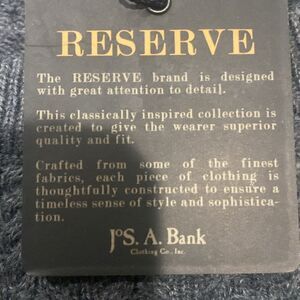 RESERVE
The RESERVE brand is designed
with great attention to detail.
This classically inspired collection is
created to give the wearer superior
quality and fit.
Crafted from some of the finest
fabrics, each piece of clothing is
thoughtfully constructed to ensure a
timeless sense of style and sophistica-
tion.
JoS. A. Bank
Clothing Co., Inc.